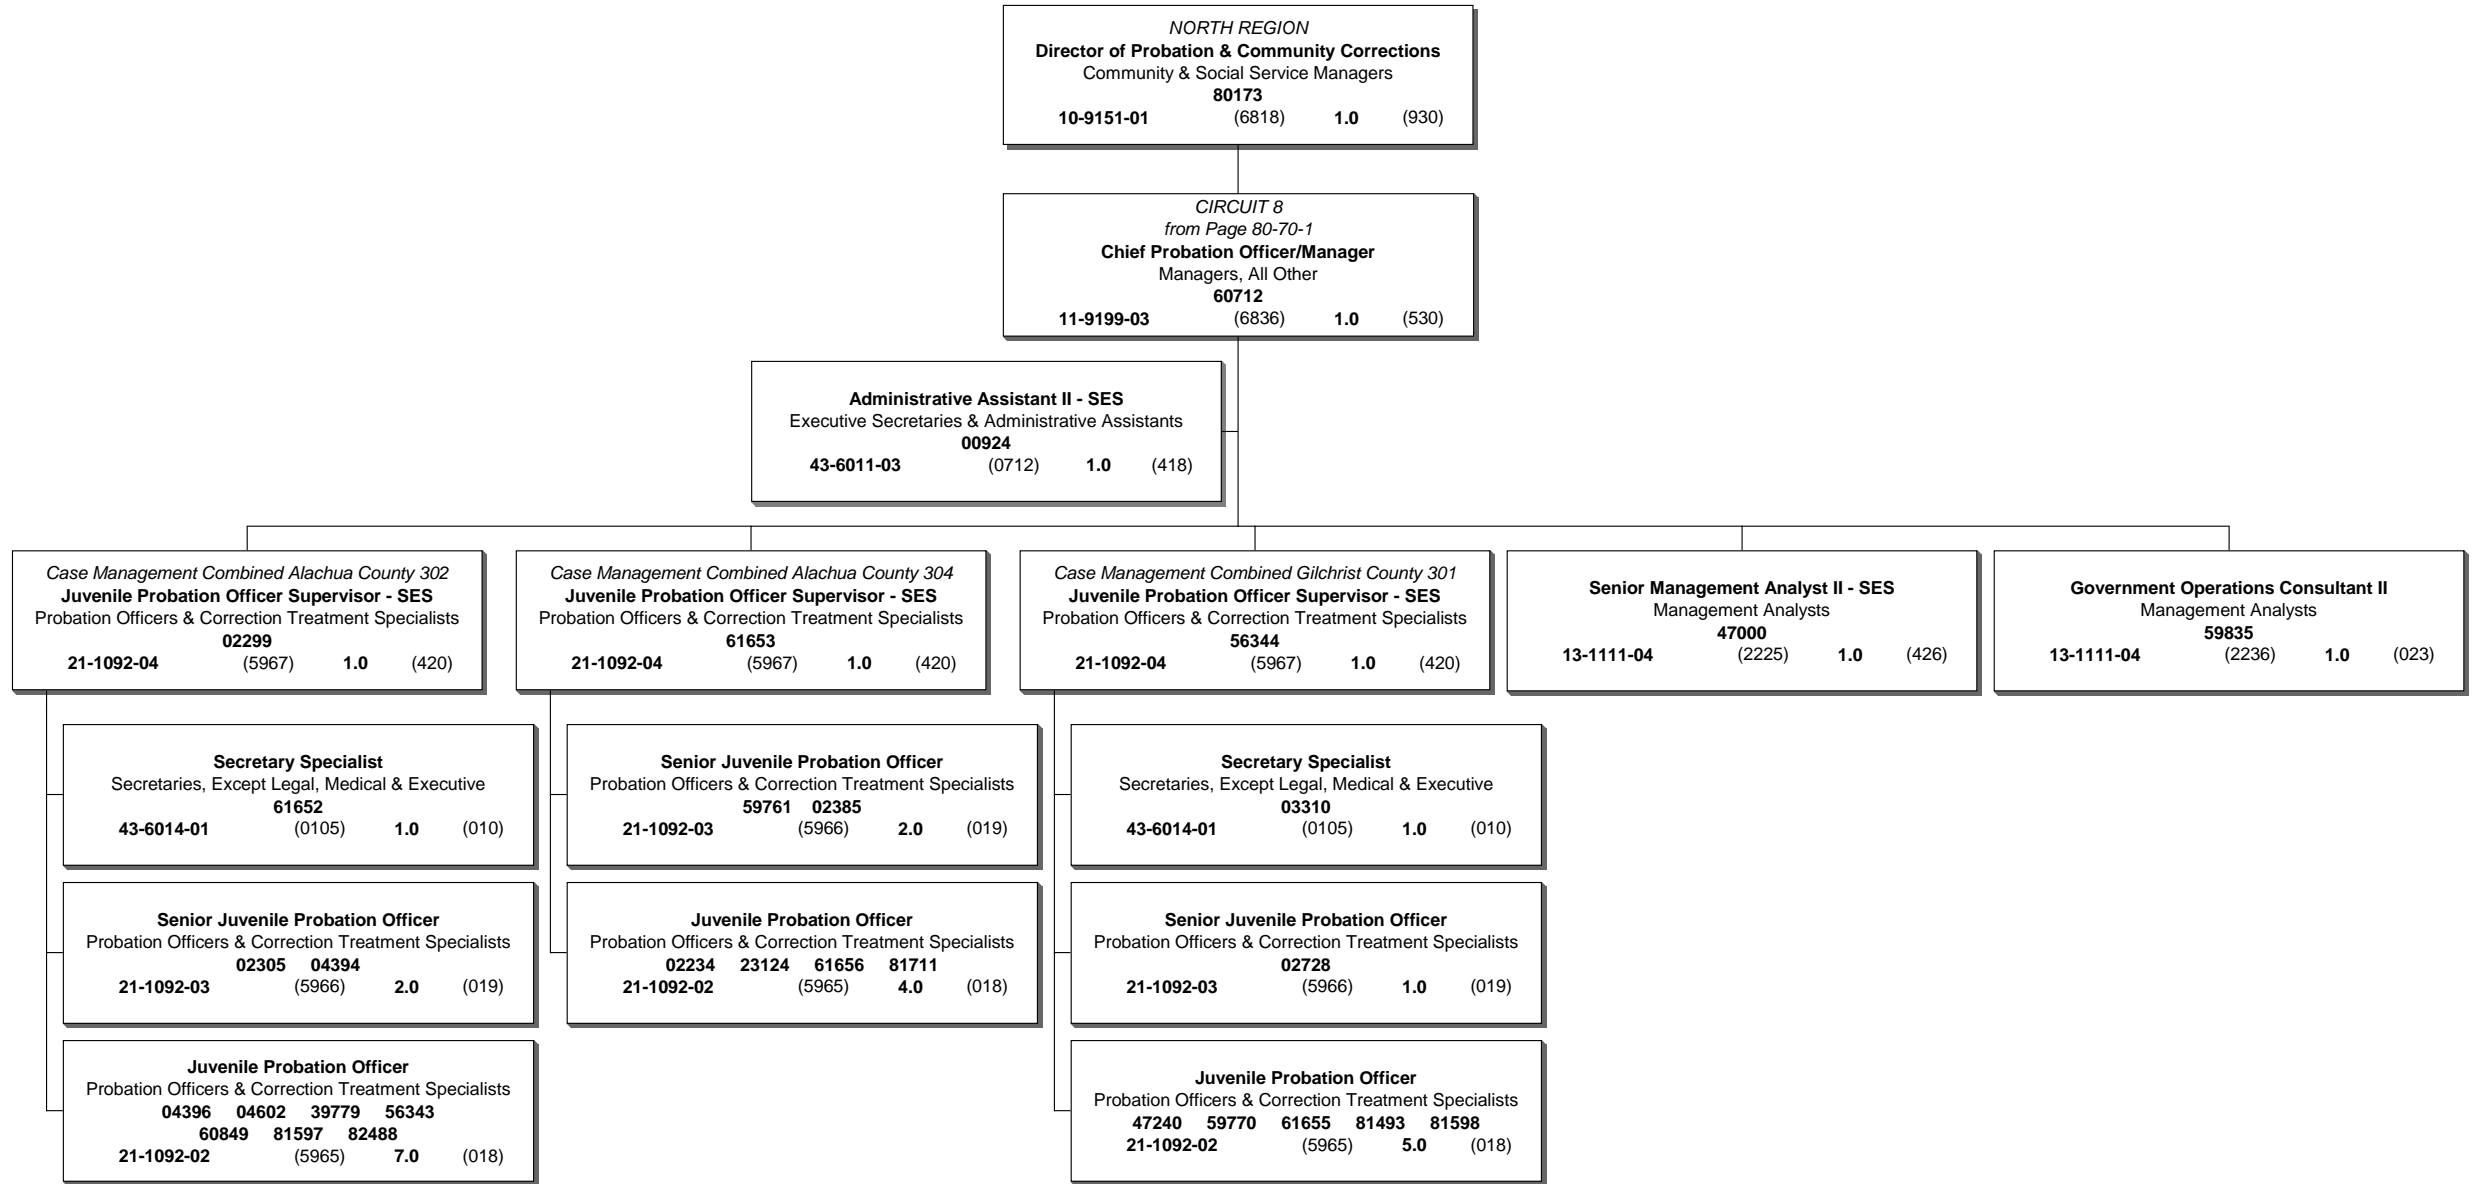 NORTH REGION
Director of Probation & Community Corrections
Community & Social Service Managers
80173
10-9151-01 (6818) 1.0 (930)
CIRCUIT 8
from Page 80-70-1
Chief Probation Officer/Manager
Managers, All Other
60712
11-9199-03 (6836) 1.0 (530)
Administrative Assistant II - SES
Executive Secretaries & Administrative Assistants
00924
43-6011-03 (0712) 1.0 (418)
Case Management Combined Alachua County 302
Juvenile Probation Officer Supervisor - SES
Probation Officers & Correction Treatment Specialists
02299
21-1092-04 (5967) 1.0 (420)
Case Management Combined Alachua County 304
Juvenile Probation Officer Supervisor - SES
Probation Officers & Correction Treatment Specialists
61653
21-1092-04 (5967) 1.0 (420)
Case Management Combined Gilchrist County 301
Juvenile Probation Officer Supervisor - SES
Probation Officers & Correction Treatment Specialists
56344
21-1092-04 (5967) 1.0 (420)
Senior Management Analyst II - SES
Management Analysts
47000
13-1111-04 (2225) 1.0 (426)
Government Operations Consultant II
Management Analysts
59835
13-1111-04 (2236) 1.0 (023)
Secretary Specialist
Secretaries, Except Legal, Medical & Executive
61652
43-6014-01 (0105) 1.0 (010)
Senior Juvenile Probation Officer
Probation Officers & Correction Treatment Specialists
02305 04394
21-1092-03 (5966) 2.0 (019)
Juvenile Probation Officer
Probation Officers & Correction Treatment Specialists
04396 04602 39779 56343
60849 81597 82488
21-1092-02 (5965) 7.0 (018)
Senior Juvenile Probation Officer
Probation Officers & Correction Treatment Specialists
59761 02385
21-1092-03 (5966) 2.0 (019)
Juvenile Probation Officer
Probation Officers & Correction Treatment Specialists
02234 23124 61656 81711
21-1092-02 (5965) 4.0 (018)
Secretary Specialist
Secretaries, Except Legal, Medical & Executive
03310
43-6014-01 (0105) 1.0 (010)
Senior Juvenile Probation Officer
Probation Officers & Correction Treatment Specialists
02728
21-1092-03 (5966) 1.0 (019)
Juvenile Probation Officer
Probation Officers & Correction Treatment Specialists
47240 59770 61655 81493 81598
21-1092-02 (5965) 5.0 (018)